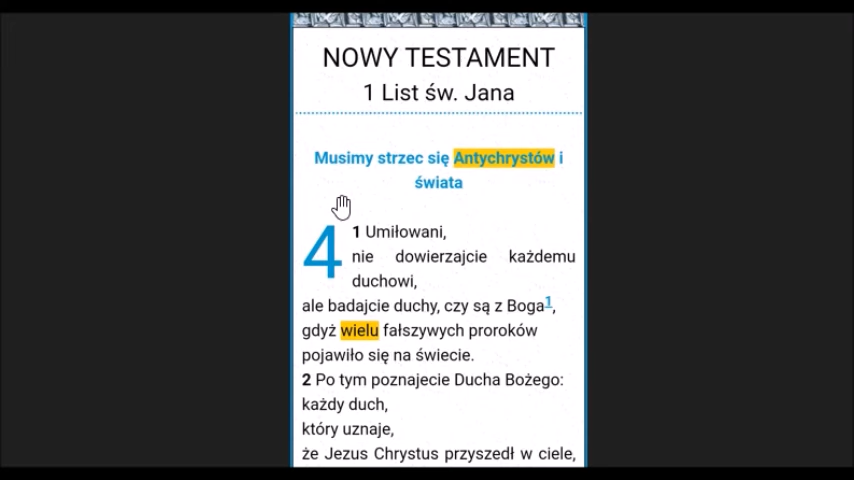 NOWY TESTAMENT
1 List św. Jana
Musimy strzec się Antychrystów i
świata
4 1 Umiłowani,
nie dowierzajcie każdemu
duchowi,
ale badajcie duchy, czy są z Boga1,
gdyż wielu fałszywych proroków
pojawiło się na świecie.
2 Po tym poznajecie Ducha Bożego:
każdy duch,
który uznaje,
że Jezus Chrystus przyszedł w ciele,